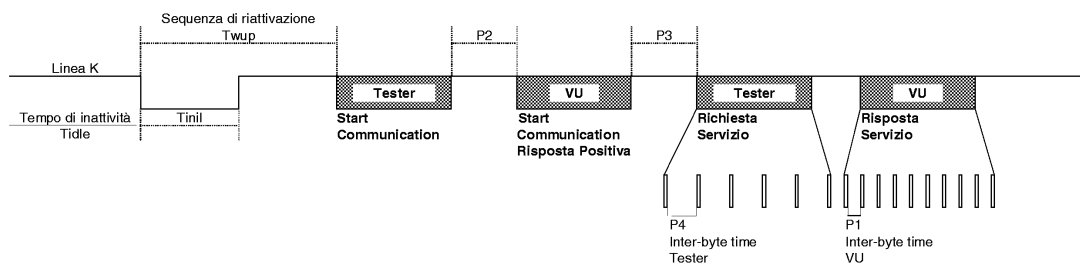 Sequenza di riattivazione
Twup
P2
P3
Linea K
Tester
VU
Tester
VU
Tempo di inattività
Tidle
Tinil
Start
Communication
Start
Communication
Risposta Positiva
Richiesta
Servizio
Risposta
Servizio
P4
Inter-byte time
Tester
P1
Inter-byte time
VU